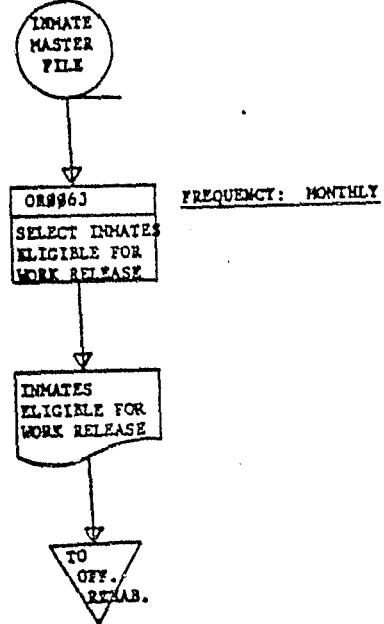 INMATE
MASTER
FILE
OR006J
FREQUENCY: MONTHLY
SELECT INMATES
ELIGIBLE FOR
WORK RELEASE
INMATES
ELIGIBLE FOR
WORK RELEASE
TO
OFF.
REHAB.